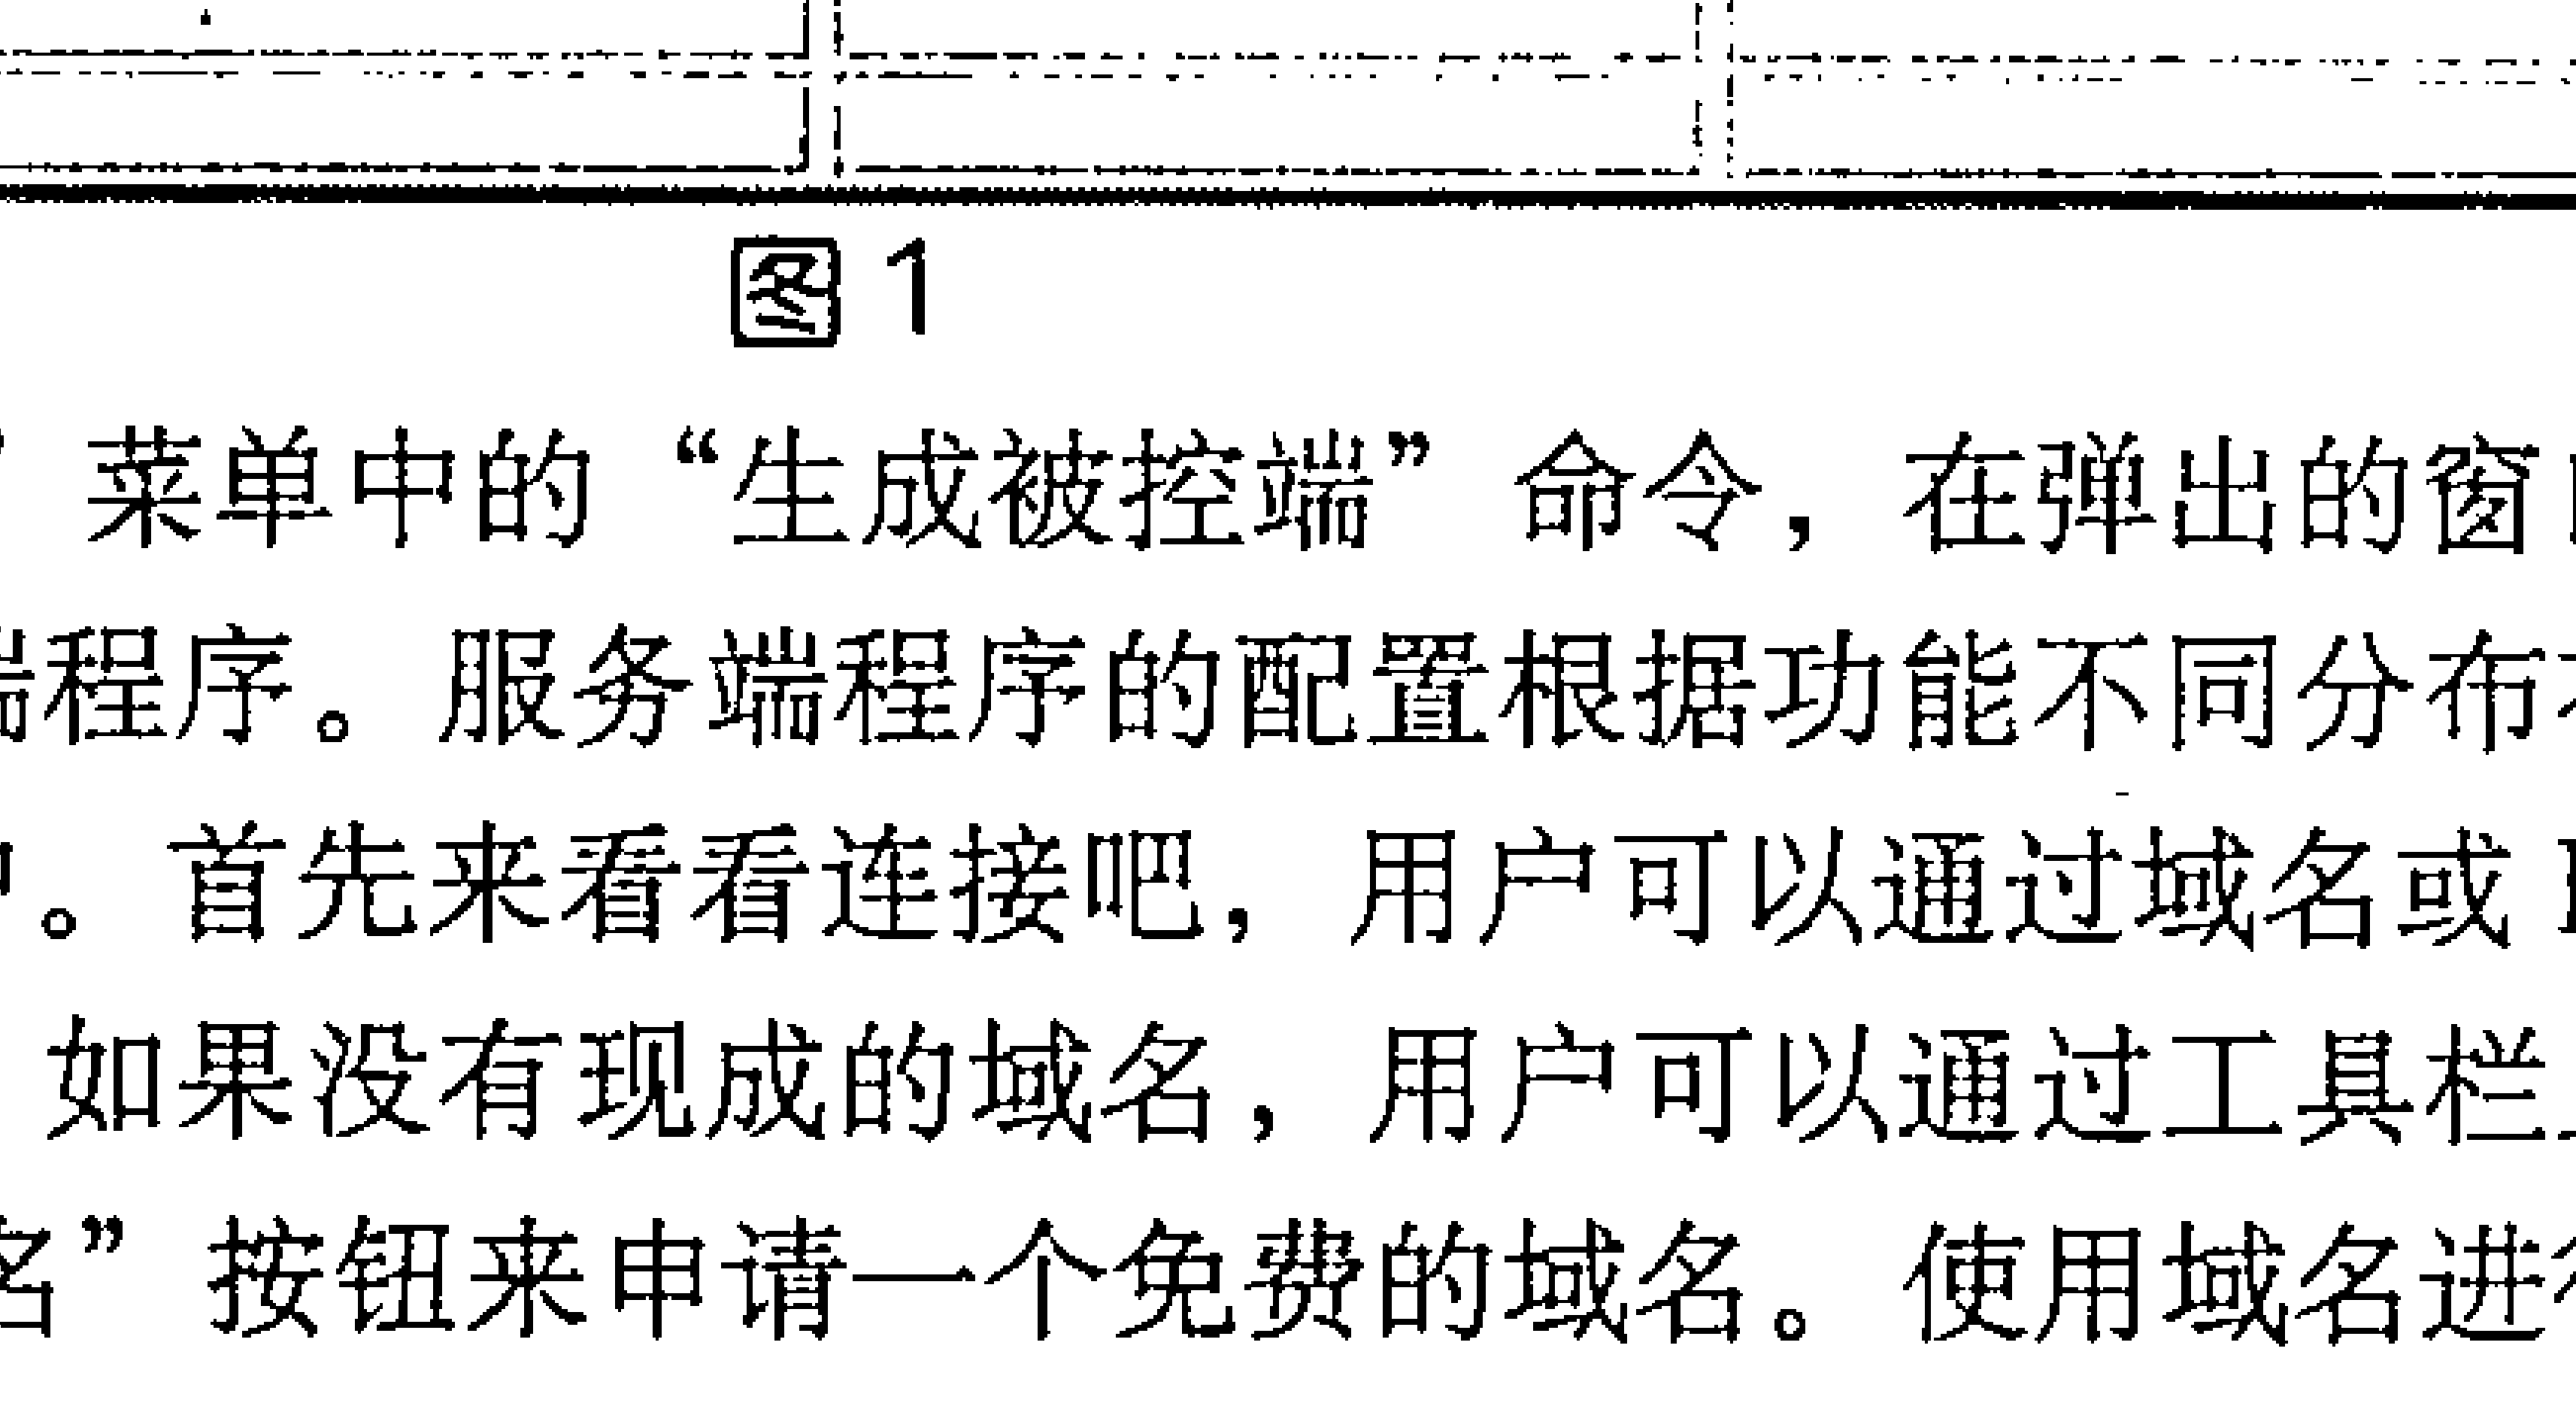 图 1
”菜单中的“生成被控端”命令，在弹出的窗
端程序。服务端程序的配置根据功能不同分布
。首先来看看连接吧，用户可以通过域名或
如果没有现成的域名，用户可以通过工具栏
名”按钮来申请一个免费的域名。使用域名进